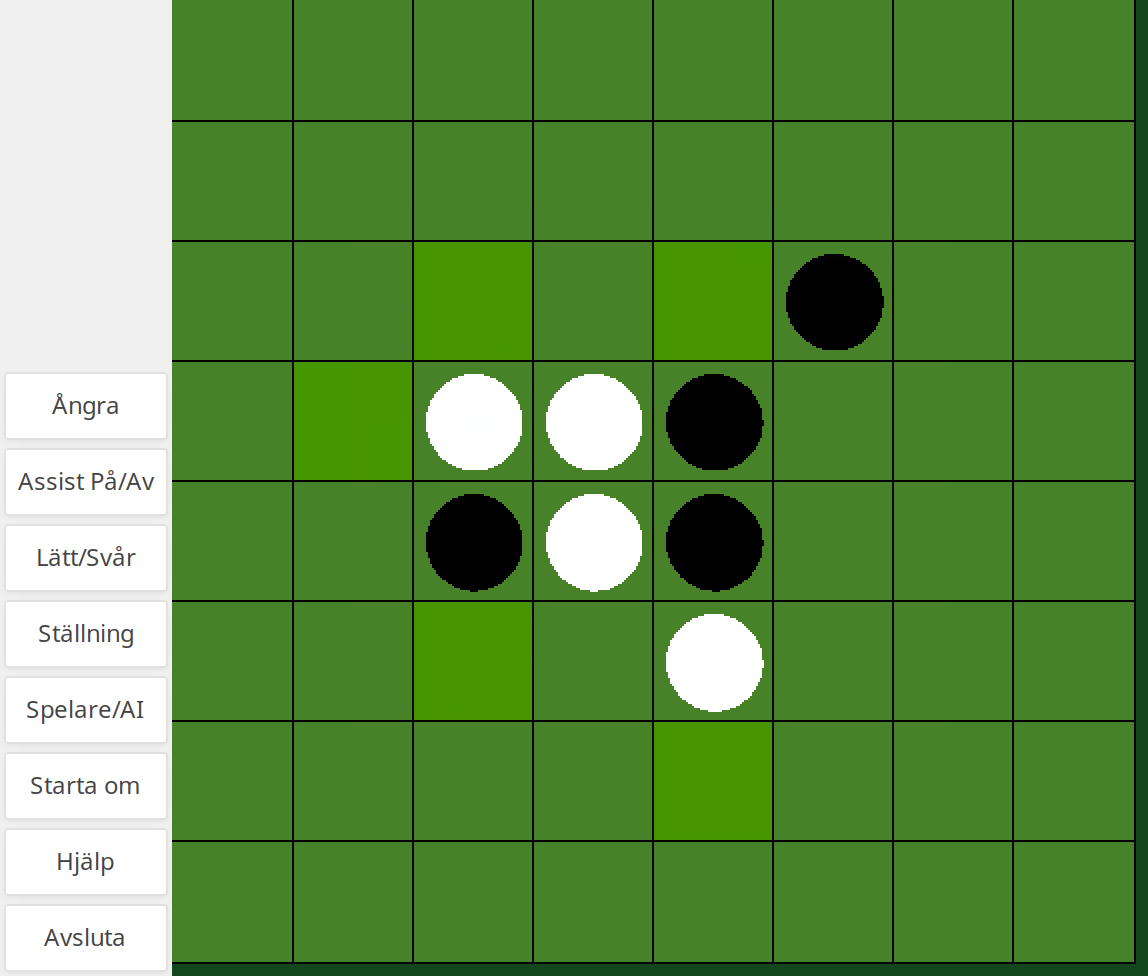 Ångra
Assist På/Av
Lätt/Svår
Ställning
Spelare/AI
Starta om
Hjälp
Avsluta